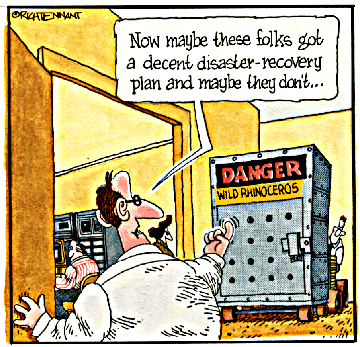 ©RICHTENNANT
Now maybe these folks got
a decent disaster-recovery
plan and maybe they don't...
DANGER
WILD RHINOCEROS